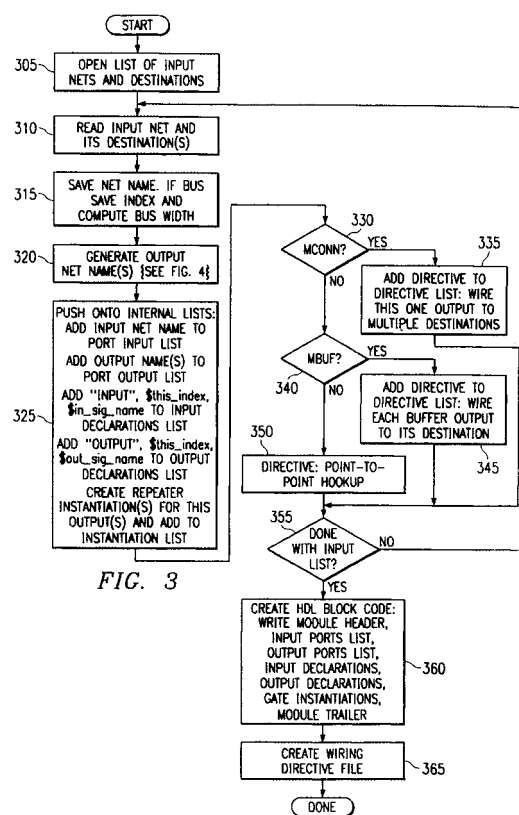 START
305
OPEN LIST OF INPUT
NETS AND DESTINATIONS
310
READ INPUT NET AND
ITS DESTINATION(S)
315
SAVE NET NAME. IF BUS
SAVE INDEX AND
COMPUTE BUS WIDTH
320
GENERATE OUTPUT
NET NAME(S) {SEE FIG. 4}
325
PUSH ONTO INTERNAL LISTS:
ADD INPUT NET NAME TO
PORT INPUT LIST
ADD OUTPUT NAME(S) TO
PORT OUTPUT LIST
ADD "INPUT", $this_index,
$in_sig_name TO INPUT
DECLARATIONS LIST
ADD "OUTPUT", $this_index,
$out_sig_name TO OUTPUT
DECLARATIONS LIST
CREATE REPEATER
INSTANTIATION(S) FOR THIS
OUTPUT(S) AND ADD TO
INSTANTIATION LIST
FIG. 3
330
MCONN?
YES
NO
335
ADD DIRECTIVE TO
DIRECTIVE LIST: WIRE
THIS ONE OUTPUT TO
MULTIPLE DESTINATIONS
MBUF?
YES
340
NO
ADD DIRECTIVE TO
DIRECTIVE LIST: WIRE
EACH BUFFER OUTPUT
TO ITS DESTINATION
345
350
DIRECTIVE: POINT-TO-
POINT HOOKUP
355
DONE
WITH INPUT
LIST?
NO
YES
CREATE HDL BLOCK CODE:
WRITE MODULE HEADER,
INPUT PORTS LIST,
OUTPUT PORTS LIST,
INPUT DECLARATIONS,
OUTPUT DECLARATIONS,
GATE INSTANTIATIONS,
MODULE TRAILER
360
CREATE WIRING
DIRECTIVE FILE
365
DONE